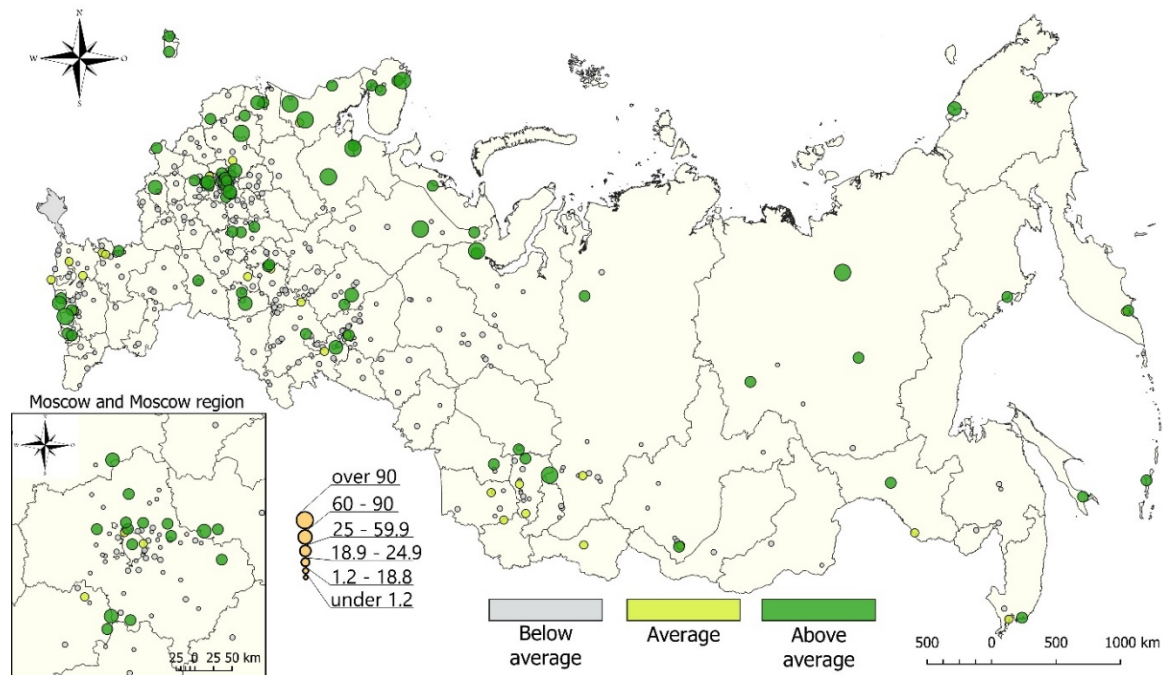 N
W
O
S
Moscow and Moscow region
over 90
60 - 90
25 - 59.9
18.9 - 24.9
1.2 - 18.8
under 1.2
Below average
Average
Above average
25 0 25 50 km
500
0
500
1000 km